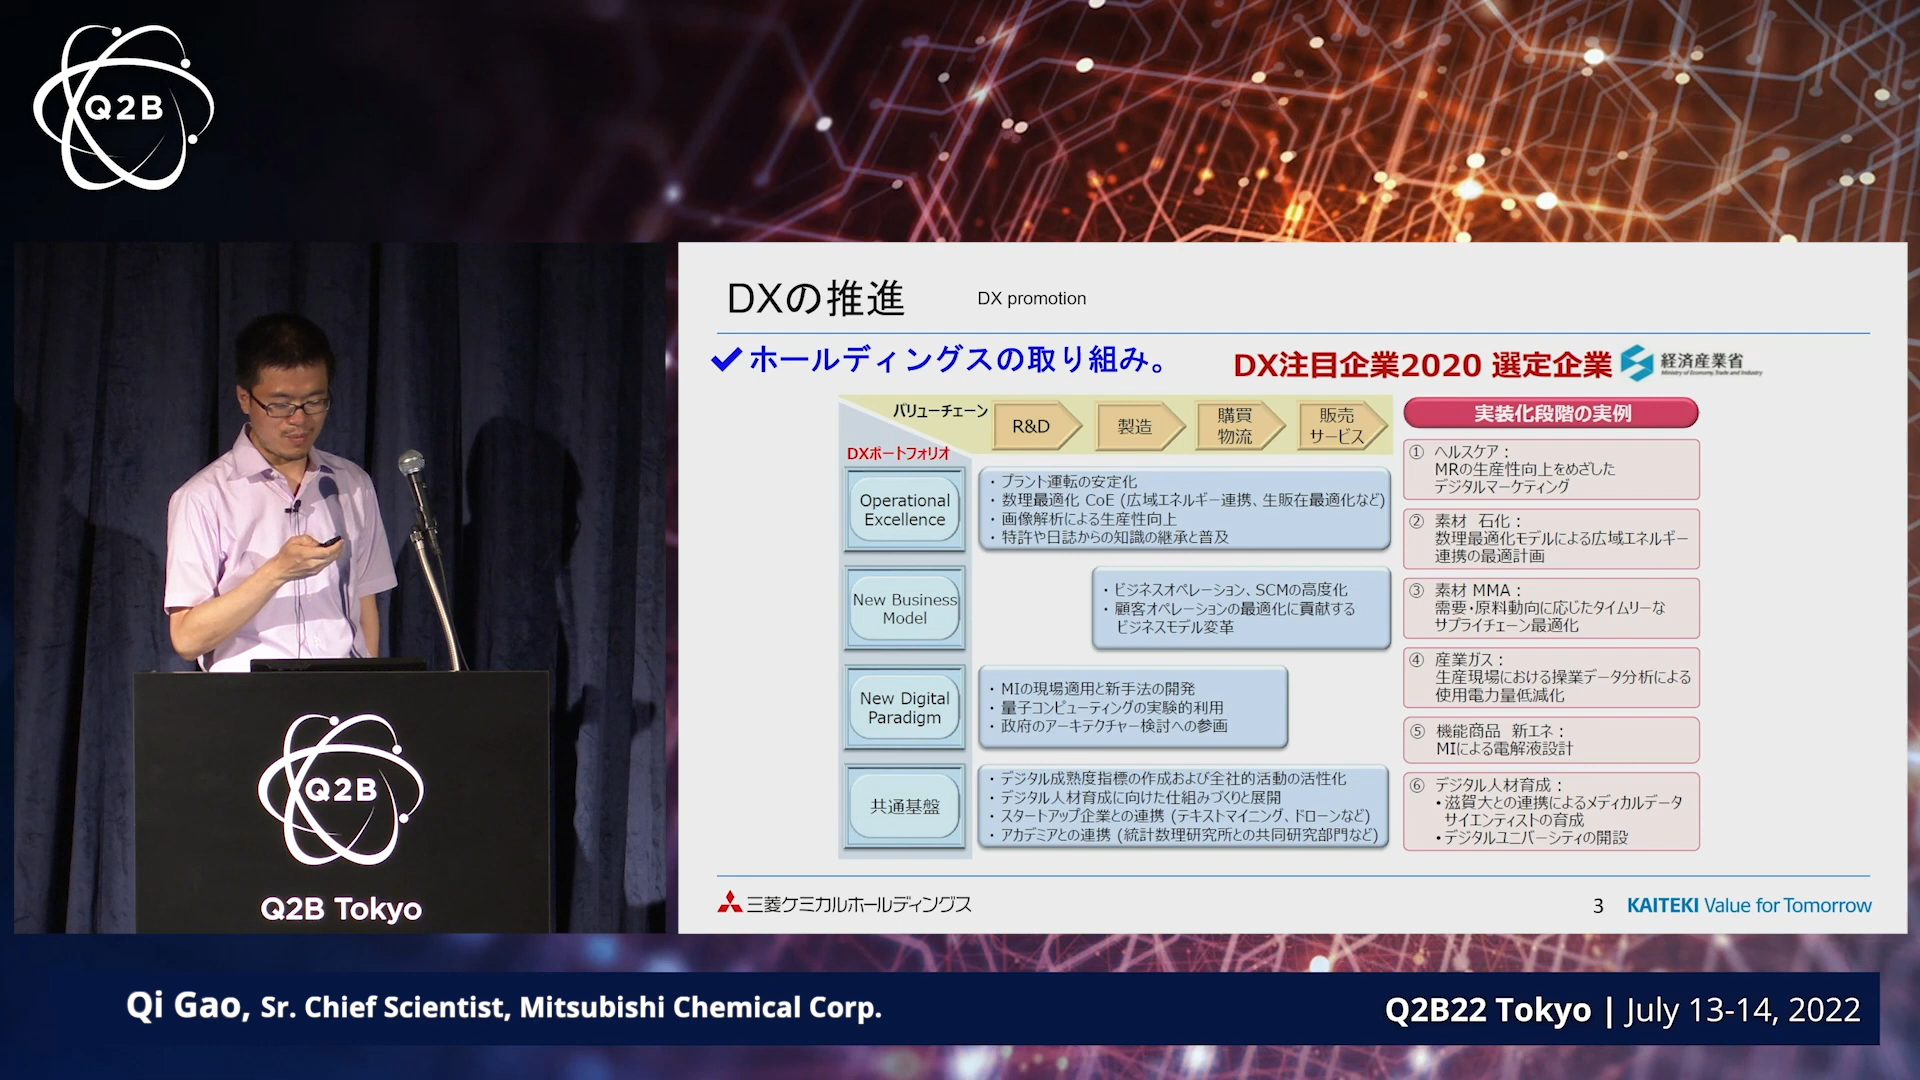 Q2B
DXの推進
DX promotion
✔ホールディングスの取り組み。
DX注目企業2020 選定企業
経済産業省
Ministry of Economy, Trade and Industry
バリューチェーン
R&D
製造
購買
物流
販売
サービス
DXポートフォリオ
Operational
Excellence
・プラント運転の安定化
・数理最適化 CoE (広域エネルギー連携、生販在最適化など)
・画像解析による生産性向上
・特許や日誌からの知識の継承と普及
New Business
Model
・ビジネスオペレーション、SCMの高度化
・顧客オペレーションの最適化に貢献する
ビジネスモデル変革
New Digital
Paradigm
・MIの現場適用と新手法の開発
・量子コンピューティングの実験的利用
・政府のアーキテクチャー検討への参画
共通基盤
・デジタル成熟度指標の作成および全社的活動の活性化
・デジタル人材育成に向けた仕組みづくりと展開
・スタートアップ企業との連携 (テキストマイニング、ドローンなど)
・アカデミアとの連携 (統計数理研究所との共同研究部門など)
実装化段階の実例
① ヘルスケア：
MRの生産性向上をめざした
デジタルマーケティング
② 素材 石化：
数理最適化モデルによる広域エネルギー
連携の最適計画
③ 素材 MMA：
需要・原料動向に応じたタイムリーな
サプライチェーン最適化
④ 産業ガス：
生産現場における操業データ分析による
使用電力量低減化
⑤ 機能商品 新エネ：
MIによる電解液設計
⑥ デジタル人材育成：
・滋賀大との連携によるメディカルデータ
サイエンティストの育成
・デジタルユニバーシティの開設
三菱ケミカルホールディングス
3
KAITEKI Value for Tomorrow
Q2B
Q2B Tokyo
Qi Gao, Sr. Chief Scientist, Mitsubishi Chemical Corp.
Q2B22 Tokyo | July 13-14, 2022